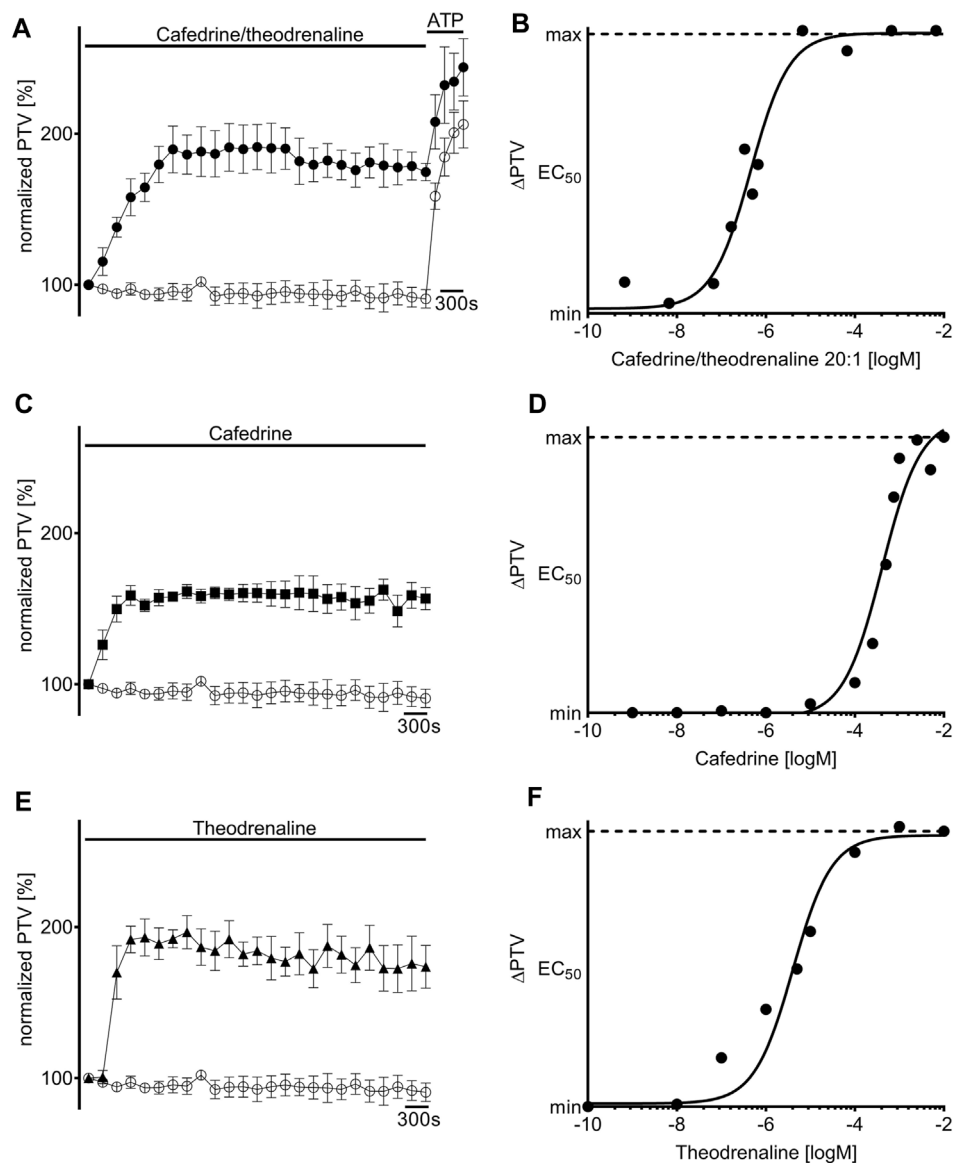 A
Cafedrine/theodrenaline
ATP
normalized PTV [%]
200
100
300s
B
max
ΔPTV
EC50
min
-10 -8 -6 -4 -2
Cafedrine/theodrenaline 20:1 [logM]
C
Cafedrine
normalized PTV [%]
200
100
300s
D
max
ΔPTV
EC50
min
-10 -8 -6 -4 -2
Cafedrine [logM]
E
Theodrenaline
normalized PTV [%]
200
100
300s
F
max
ΔPTV
EC50
min
-10 -8 -6 -4 -2
Theodrenaline [logM]